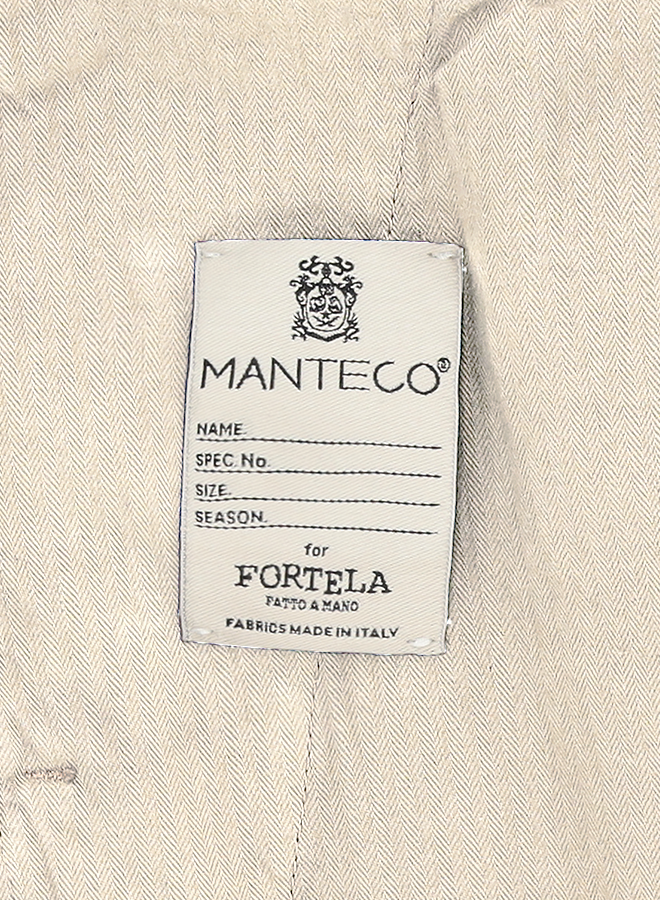 MANTECO®
NAME.
SPEC. No.
SIZE.
SEASON.
for
FORTELA
FATTO A MANO
FABRICS MADE IN ITALY